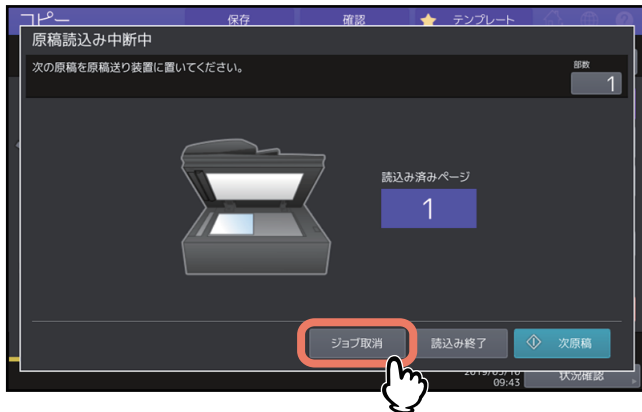 コピー 保存 確認 テンプレート
原稿読込み中断中
次の原稿を原稿送り装置に置いてください。
部数
1
読込み済みページ
1
ジョブ取消 読込み終了 次原稿
09:43 状況確認